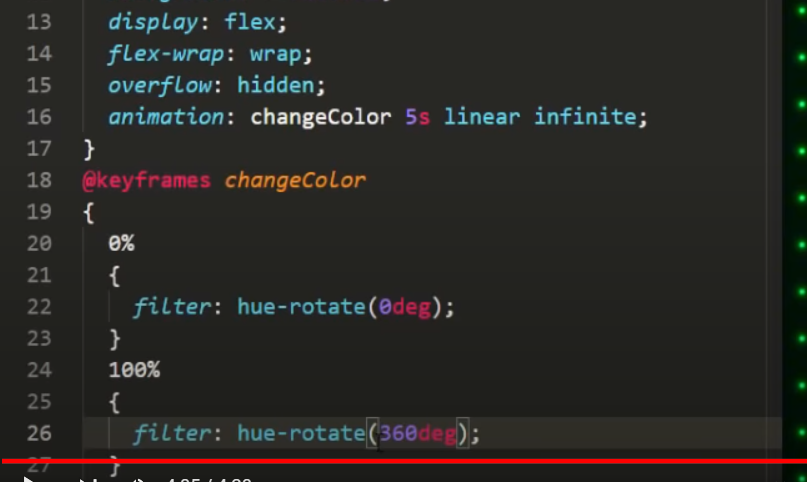 13 display: flex;
14 flex-wrap: wrap;
15 overflow: hidden;
16 animation: changeColor 5s linear infinite;
17 }
18 @keyframes changeColor
19 {
20 0%
21 {
22 filter: hue-rotate(0deg);
23 }
24 100%
25 {
26 filter: hue-rotate(360deg);
27 }